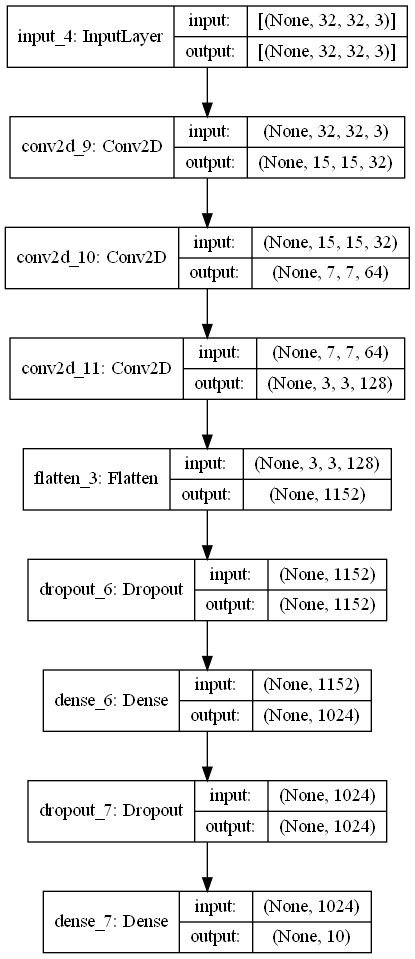 input_4: InputLayer
input: [(None, 32, 32, 3)]
output: [(None, 32, 32, 3)]
conv2d_9: Conv2D
input: (None, 32, 32, 3)
output: (None, 15, 15, 32)
conv2d_10: Conv2D
input: (None, 15, 15, 32)
output: (None, 7, 7, 64)
conv2d_11: Conv2D
input: (None, 7, 7, 64)
output: (None, 3, 3, 128)
flatten_3: Flatten
input: (None, 3, 3, 128)
output: (None, 1152)
dropout_6: Dropout
input: (None, 1152)
output: (None, 1152)
dense_6: Dense
input: (None, 1152)
output: (None, 1024)
dropout_7: Dropout
input: (None, 1024)
output: (None, 1024)
dense_7: Dense
input: (None, 1024)
output: (None, 10)